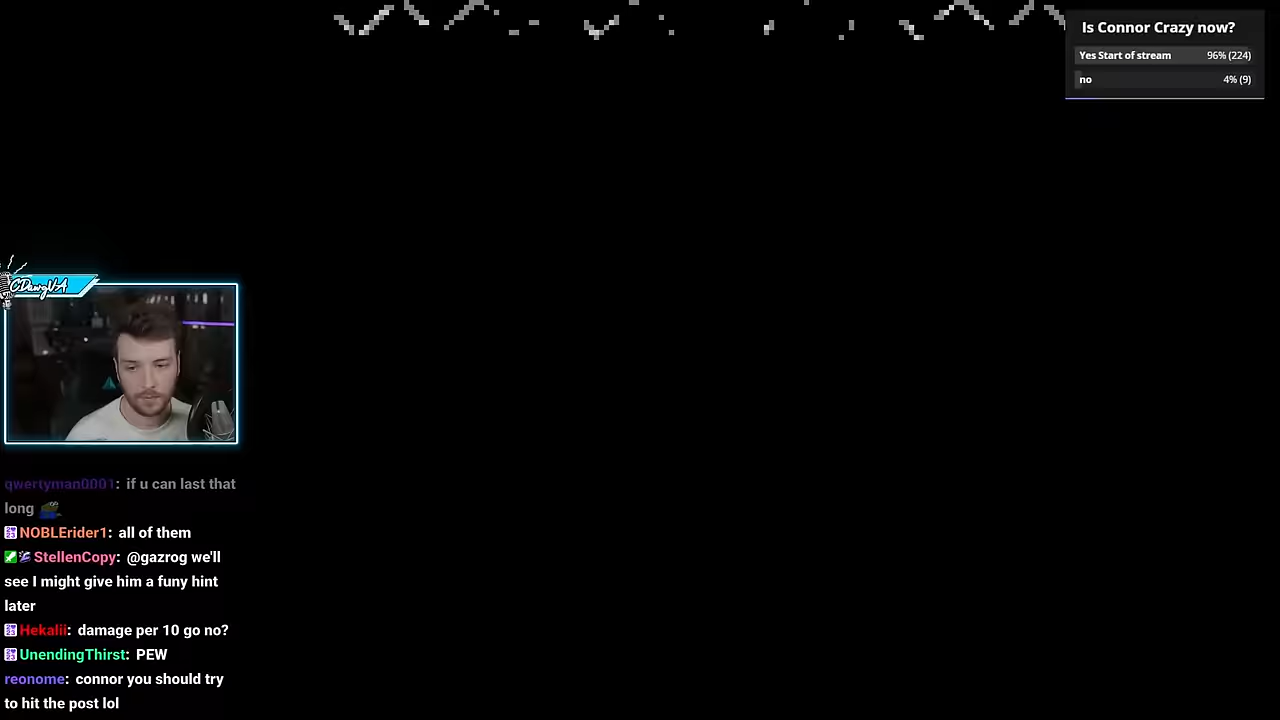 Is Connor Crazy now?
Yes Start of stream 96% (224)
no 4% (9)
CDawgVA
qwertyman0001: if u can last that
long
NOBLErider1: all of them
StellenCopy: @gazrog we'll
see I might give him a funy hint
later
Hekalii: damage per 10 go no?
UnendingThirst: PEW
reonome: connor you should try
to hit the post lol